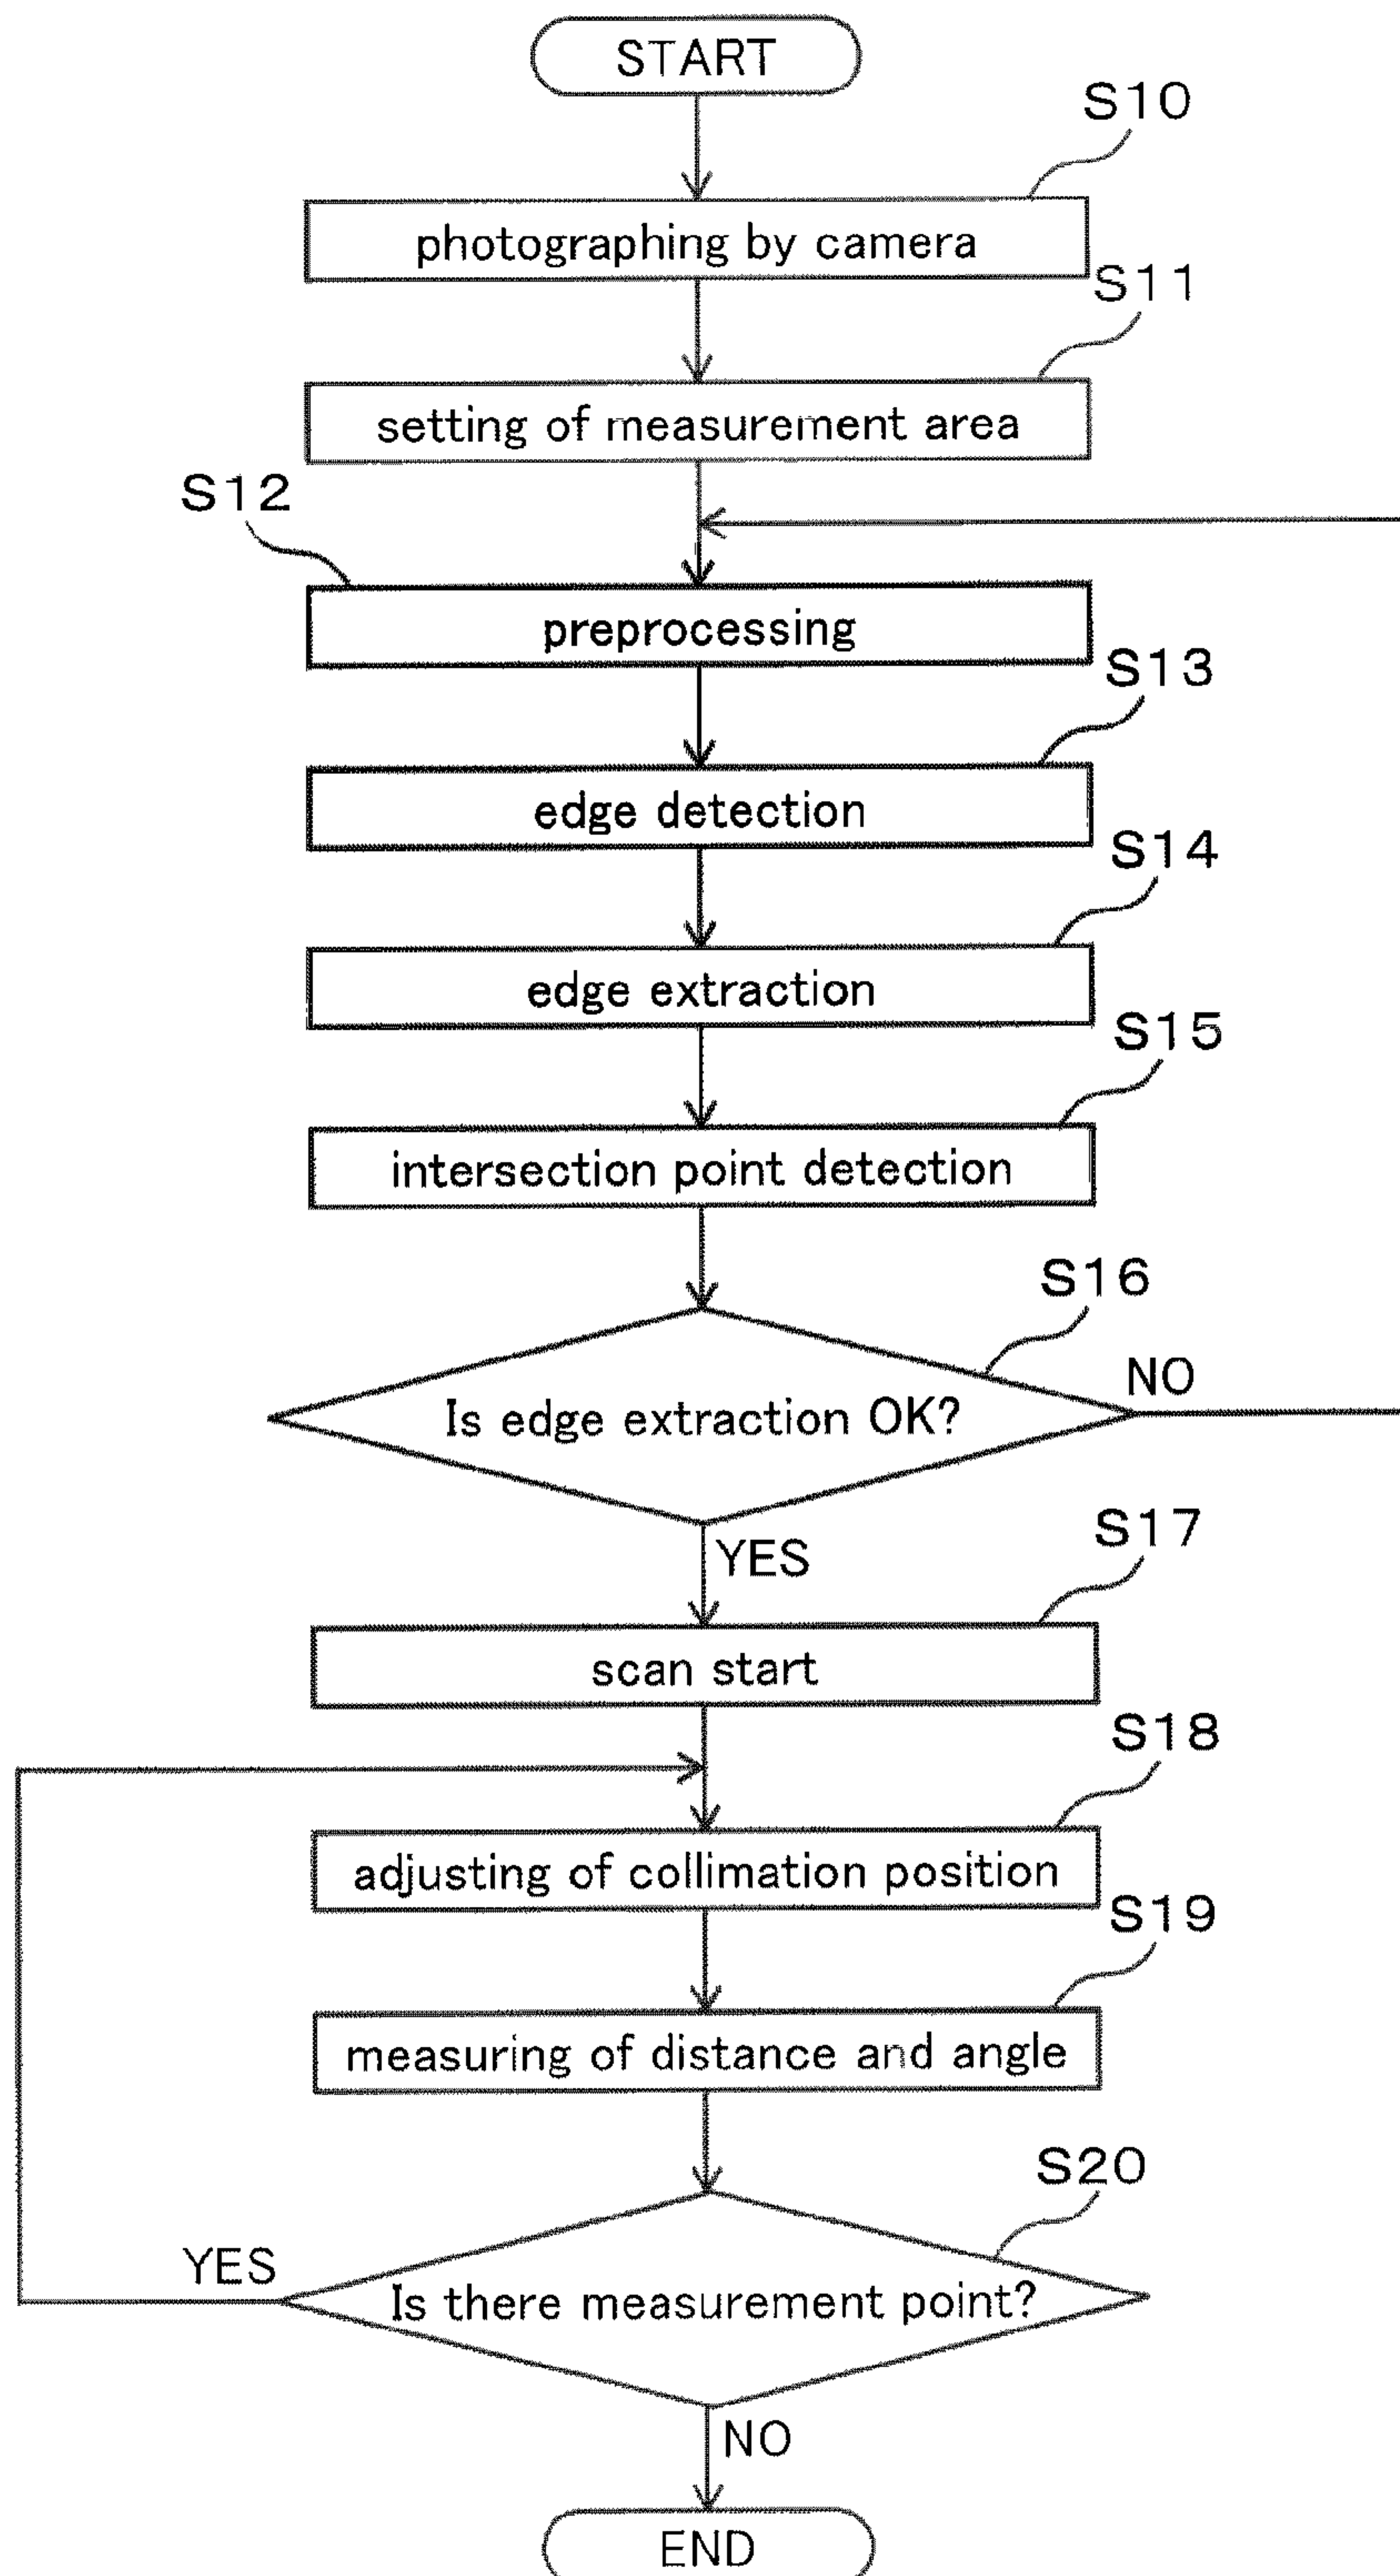 START
S10
photographing by camera
S11
setting of measurement area
S12
preprocessing
S13
edge detection
S14
edge extraction
S15
intersection point detection
S16
Is edge extraction OK?
NO
YES
S17
scan start
S18
adjusting of collimation position
S19
measuring of distance and angle
S20
YES
Is there measurement point?
NO
END